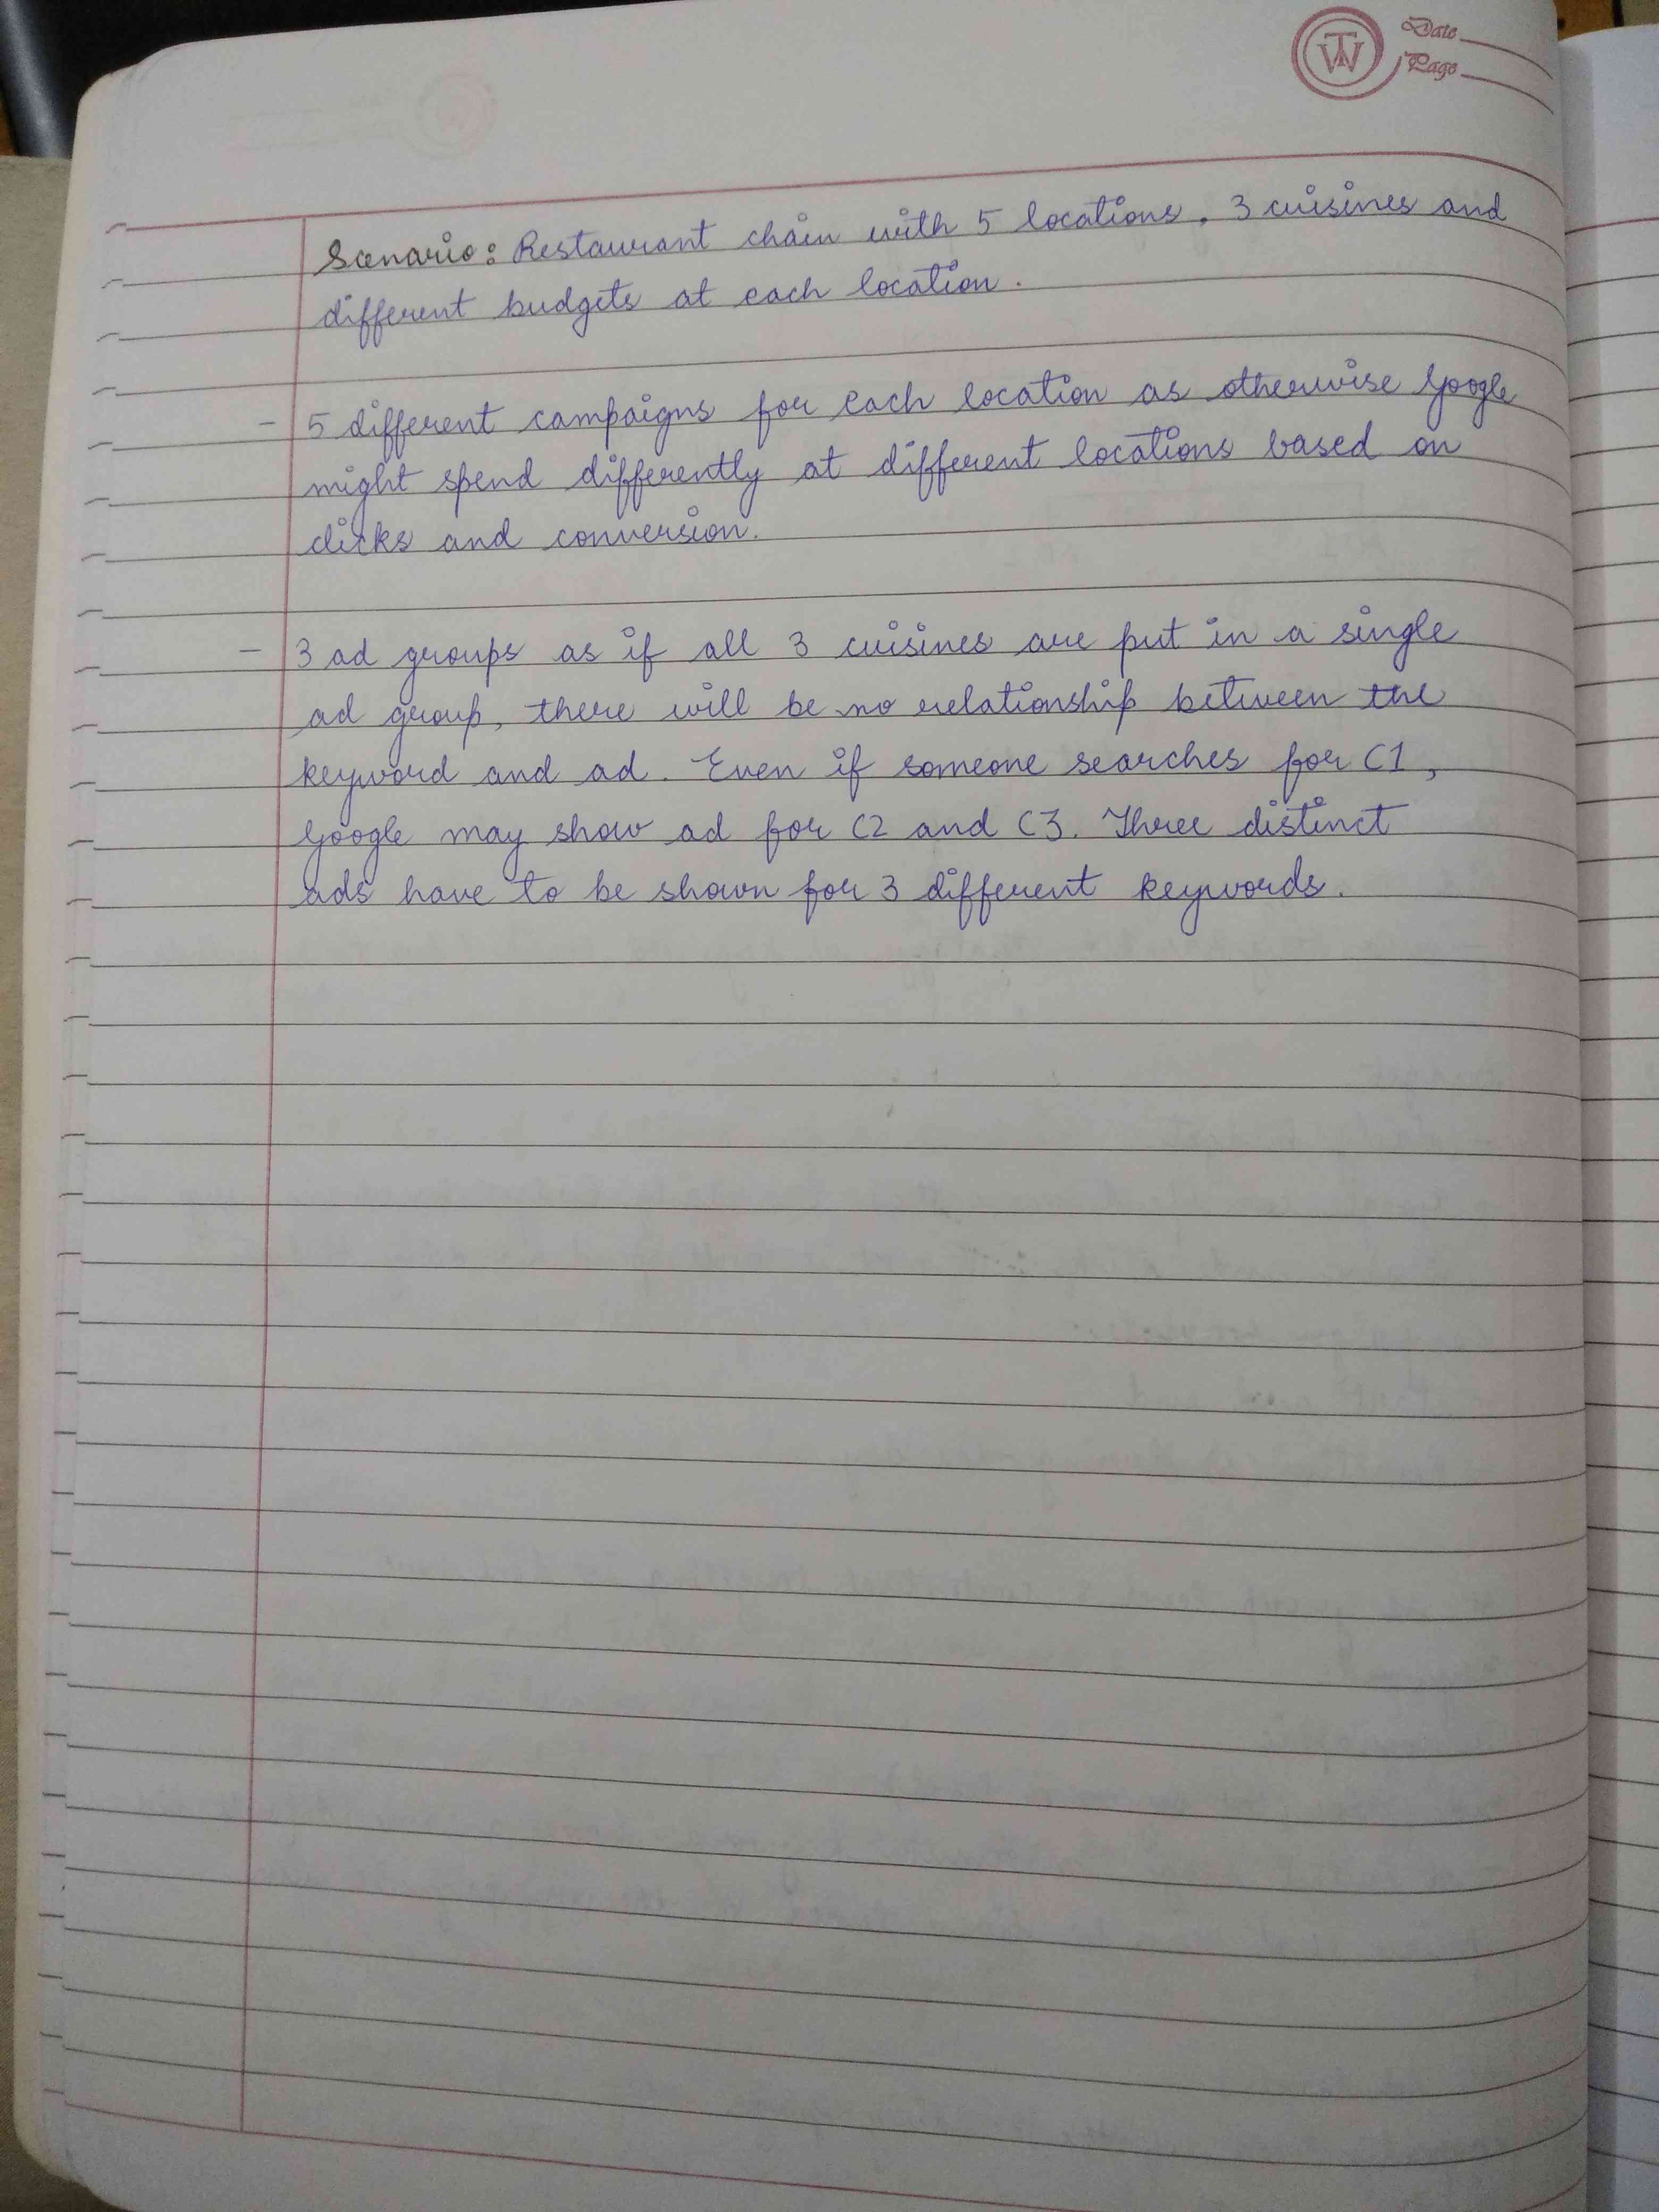 TW
Date
Page
Scenario: Restaurant chain with 5 locations, 3 cuisines and
different budgets at each location.
- 5 different campaigns for each location as otherwise Google
might spend differently at different locations based on
clicks and conversion.
- 3 ad groups as if all 3 cuisines are put in a single
ad group, there will be no relationship between the
keyword and ad. Even if someone searches for C1,
Google may show ad for C2 and C3. Three distinct
ads have to be shown for 3 different keywords.